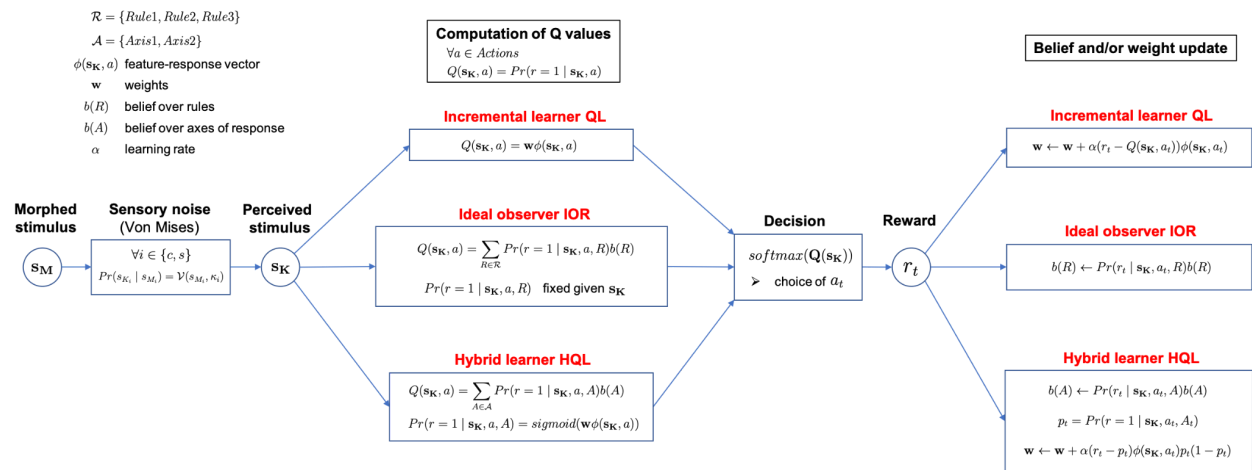 ℛ = {Rule1, Rule2, Rule3}
𝒜 = {Axis1, Axis2}
ϕ(s_K, a) feature-response vector
w weights
b(R) belief over rules
b(A) belief over axes of response
α learning rate
Computation of Q values
∀a ∈ Actions
Q(s_K, a) = Pr(r = 1 | s_K, a)
Belief and/or weight update
Incremental learner QL
Q(s_K, a) = wϕ(s_K, a)
Incremental learner QL
w ← w + α(r_t − Q(s_K, a_t))ϕ(s_K, a_t)
Morphed
stimulus
s_M
Sensory noise
(Von Mises)
∀i ∈ {c, s}
Pr(s_{K_i} | s_{M_i}) = 𝒱(s_{M_i}, κ_i)
Perceived
stimulus
s_K
Ideal observer IOR
Q(s_K, a) = ∑_{R∈ℛ} Pr(r = 1 | s_K, a, R)b(R)
Pr(r = 1 | s_K, a, R) fixed given s_K
Decision
softmax(Q(s_K))
➢ choice of a_t
Reward
r_t
Ideal observer IOR
b(R) ← Pr(r_t | s_K, a_t, R)b(R)
Hybrid learner HQL
Q(s_K, a) = ∑_{A∈𝒜} Pr(r = 1 | s_K, a, A)b(A)
Pr(r = 1 | s_K, a, A) = sigmoid(wϕ(s_K, a))
Hybrid learner HQL
b(A) ← Pr(r_t | s_K, a_t, A)b(A)
p_t = Pr(r = 1 | s_K, a_t, A_t)
w ← w + α(r_t − p_t)ϕ(s_K, a_t)p_t(1 − p_t)